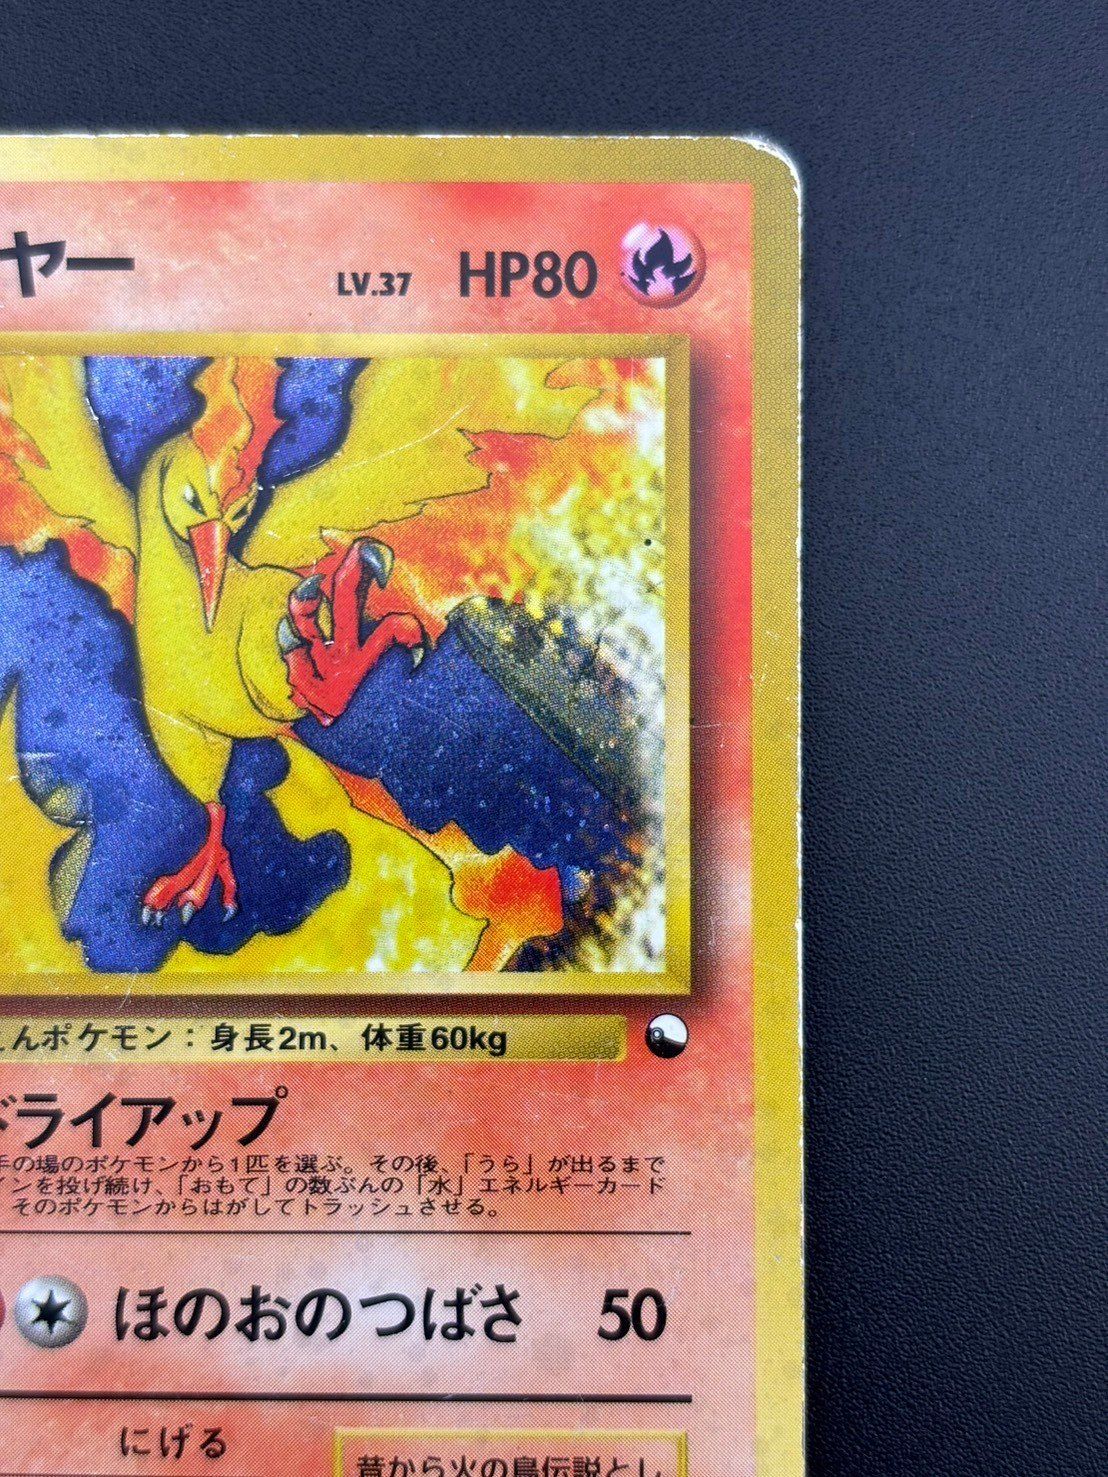 ヤー LV.37 HP80
んポケモン：身長2m、体重60kg
ドライアップ
手の場のポケモンから1匹を選ぶ。その後、「うら」が出るまで
インを投げ続け、「おもて」の数ぶんの「水」エネルギーカード
そのポケモンからはがしてトラッシュさせる。
ほのおのつばさ 50
にげる
昔から火の鳥伝説とし